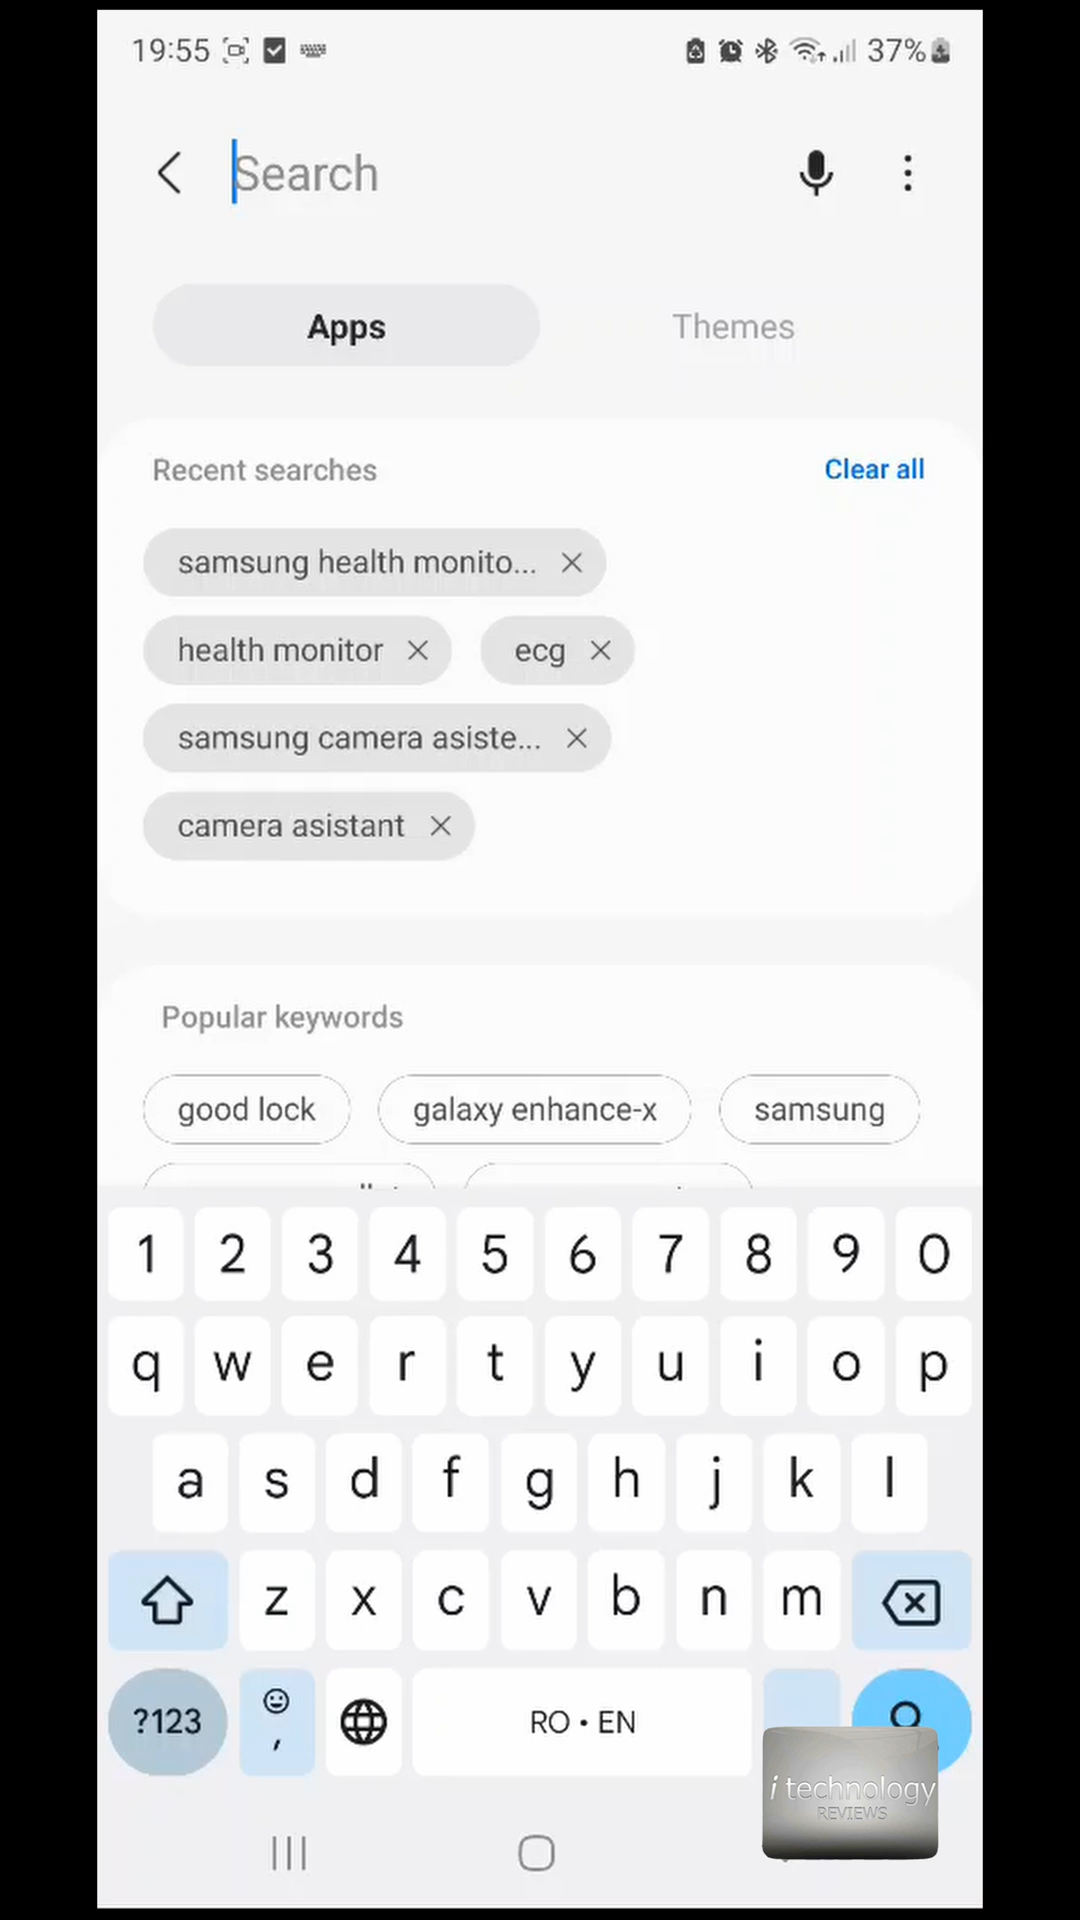 19:55 37%
Search
Apps Themes
Recent searches Clear all
samsung health monito...
health monitor ecg
samsung camera asiste...
camera asistant
Popular keywords
good lock galaxy enhance-x samsung
1 2 3 4 5 6 7 8 9 0
q w e r t y u i o p
a s d f g h j k l
z x c v b n m
?123 , RO • EN
i technology
REVIEWS